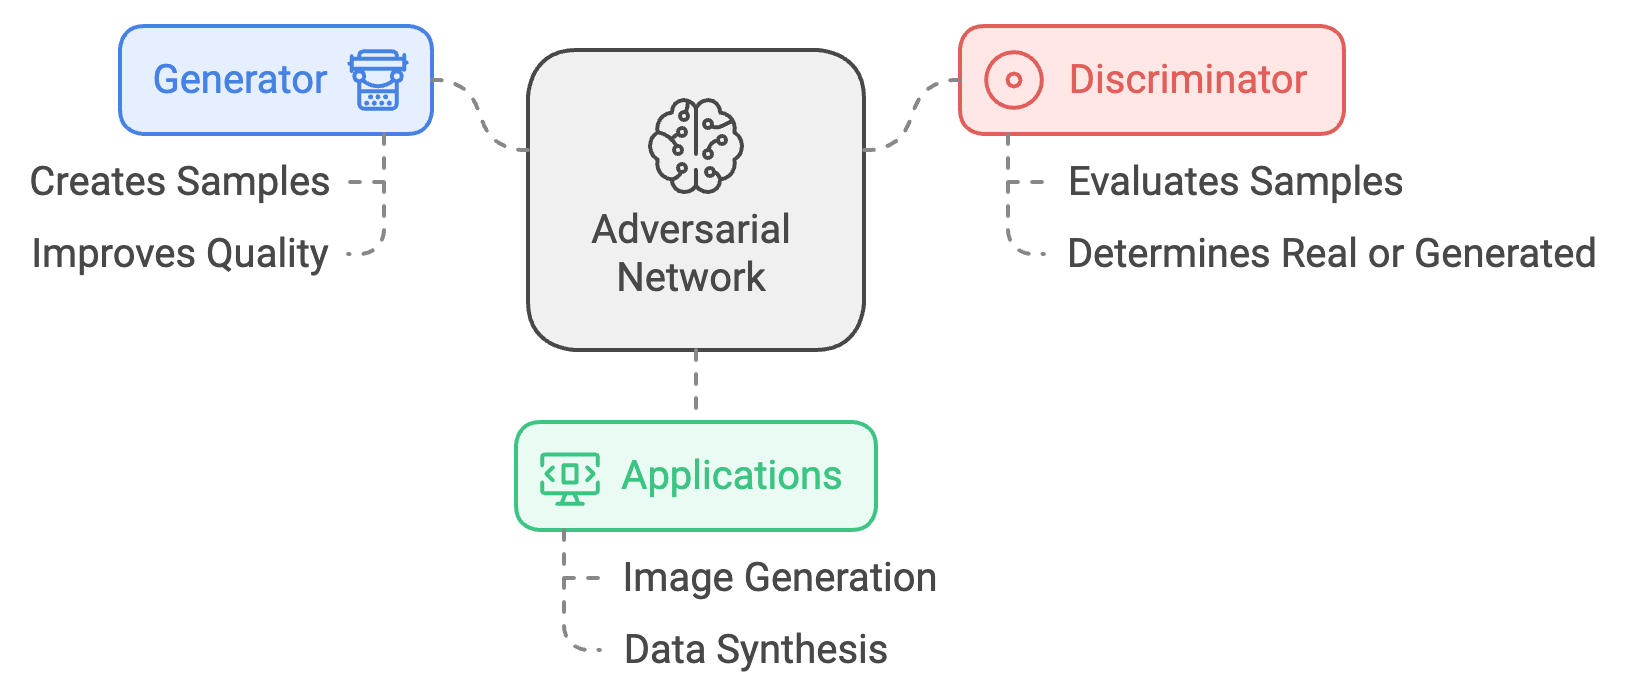 Generator
Creates Samples
Improves Quality
Adversarial
Network
Discriminator
Evaluates Samples
Determines Real or Generated
Applications
Image Generation
Data Synthesis